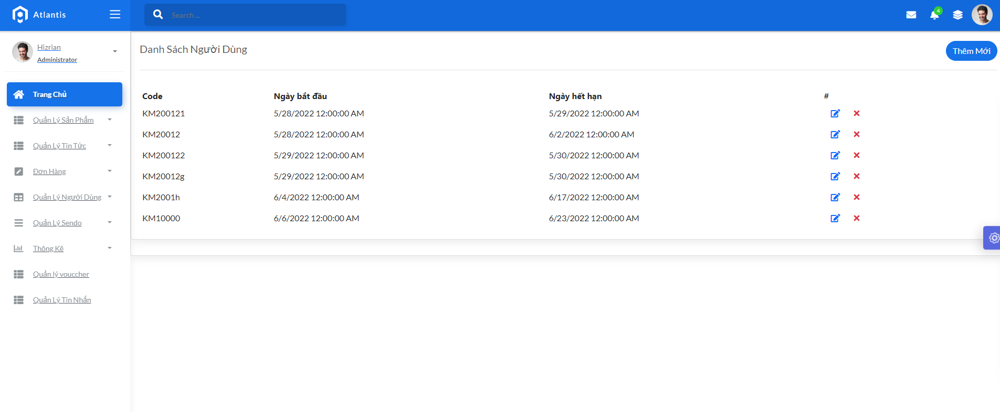 Atlantis
Search ...
4
Hizrian
Administrator
Trang Chủ
Quản Lý Sản Phẩm
Quản Lý Tin Tức
Đơn Hàng
Quản Lý Người Dùng
Quản Lý Sendo
Thông Kê
Quản lý vouccher
Quản Lý Tin Nhắn
Danh Sách Người Dùng
Thêm Mới
Code Ngày bắt đầu Ngày hết hạn #
KM200121 5/28/2022 12:00:00 AM 5/29/2022 12:00:00 AM
KM20012 5/28/2022 12:00:00 AM 6/2/2022 12:00:00 AM
KM200122 5/29/2022 12:00:00 AM 5/30/2022 12:00:00 AM
KM20012g 5/29/2022 12:00:00 AM 5/30/2022 12:00:00 AM
KM2001h 6/4/2022 12:00:00 AM 6/17/2022 12:00:00 AM
KM10000 6/6/2022 12:00:00 AM 6/23/2022 12:00:00 AM